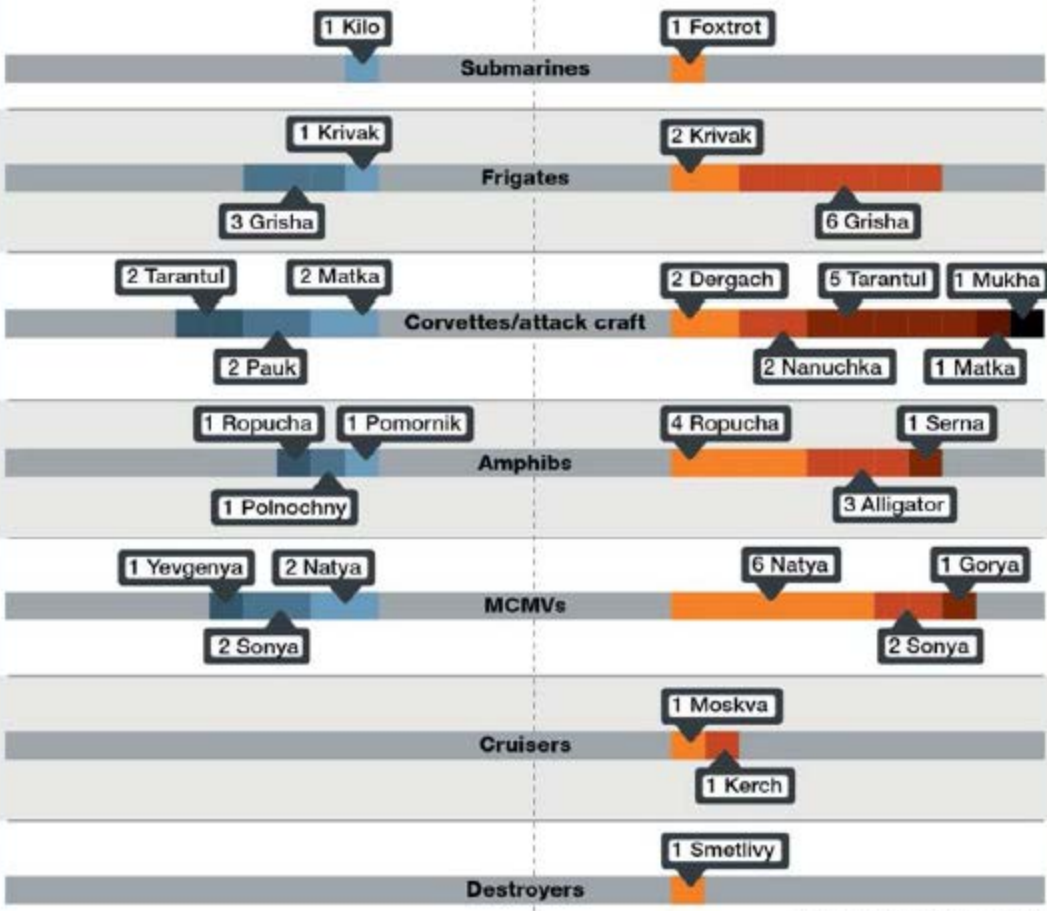 1 Kilo
1 Foxtrot
Submarines
1 Krivak
2 Krivak
Frigates
3 Grisha
6 Grisha
2 Tarantul
2 Matka
2 Dergach
5 Tarantul
1 Mukha
Corvettes/attack craft
2 Pauk
2 Nanuchka
1 Matka
1 Ropucha
1 Pomornik
4 Ropucha
1 Serna
Amphibs
1 Polnochny
3 Alligator
1 Yevgenya
2 Natya
6 Natya
1 Gorya
MCMVs
2 Sonya
2 Sonya
1 Moskva
Cruisers
1 Kerch
1 Smetlivy
Destroyers